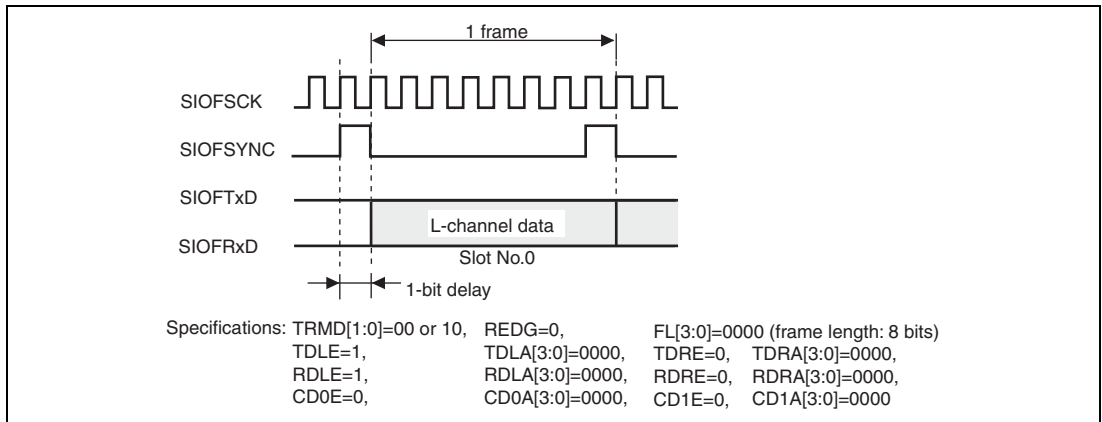 1 frame
SIOFSCK
SIOFSYNC
SIOFTxD
L-channel data
SIOFRxD
Slot No.0
1-bit delay
Specifications: TRMD[1:0]=00 or 10, REDG=0, FL[3:0]=0000 (frame length: 8 bits)
TDLE=1, TDLA[3:0]=0000, TDRE=0, TDRA[3:0]=0000,
RDLE=1, RDLA[3:0]=0000, RDRE=0, RDRA[3:0]=0000,
CD0E=0, CD0A[3:0]=0000, CD1E=0, CD1A[3:0]=0000